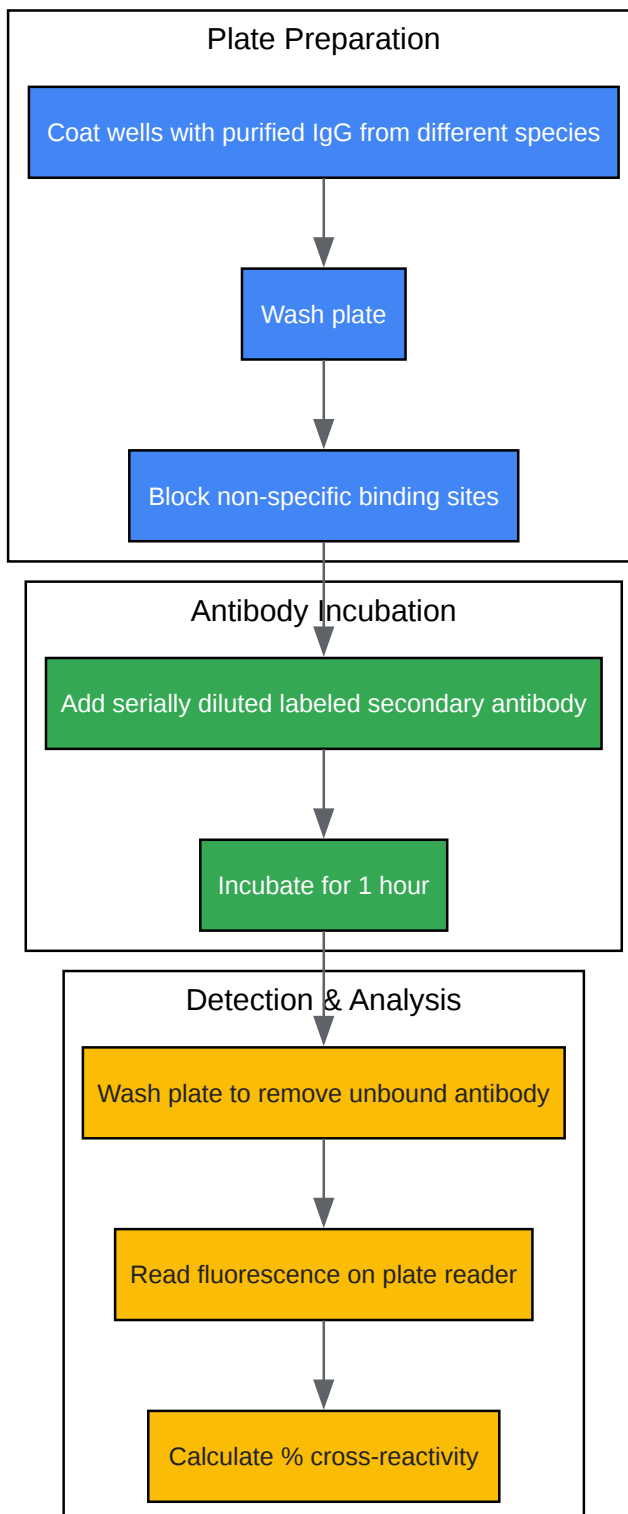 Plate Preparation
Coat wells with purified IgG from different species
Wash plate
Block non-specific binding sites
Antibody Incubation
Add serially diluted labeled secondary antibody
Incubate for 1 hour
Detection & Analysis
Wash plate to remove unbound antibody
Read fluorescence on plate reader
Calculate % cross-reactivity